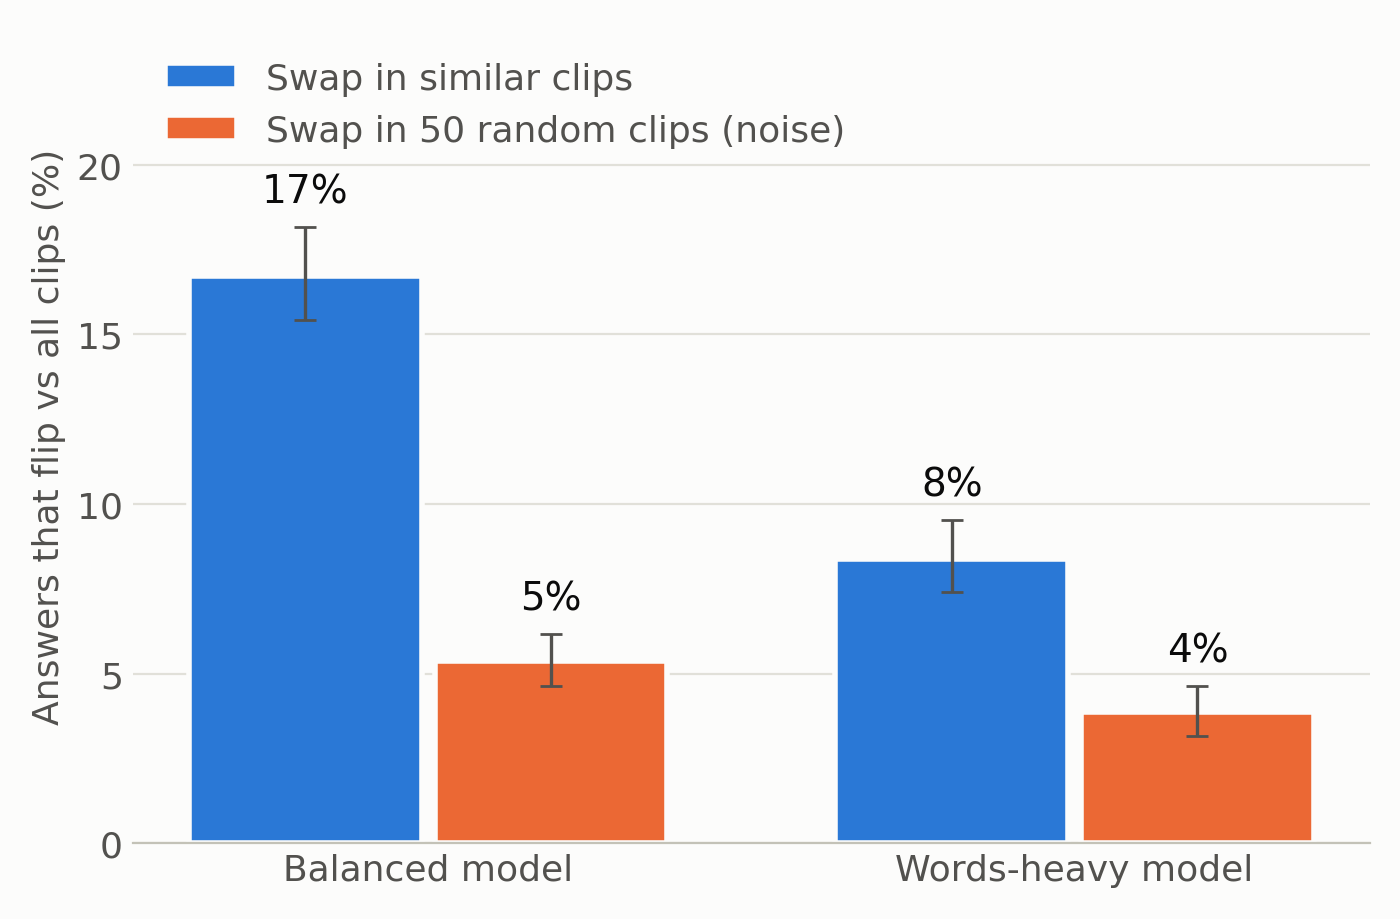 Swap in similar clips
Swap in 50 random clips (noise)
Answers that flip vs all clips (%)
20
15
10
5
0
17%
5%
8%
4%
Balanced model
Words-heavy model